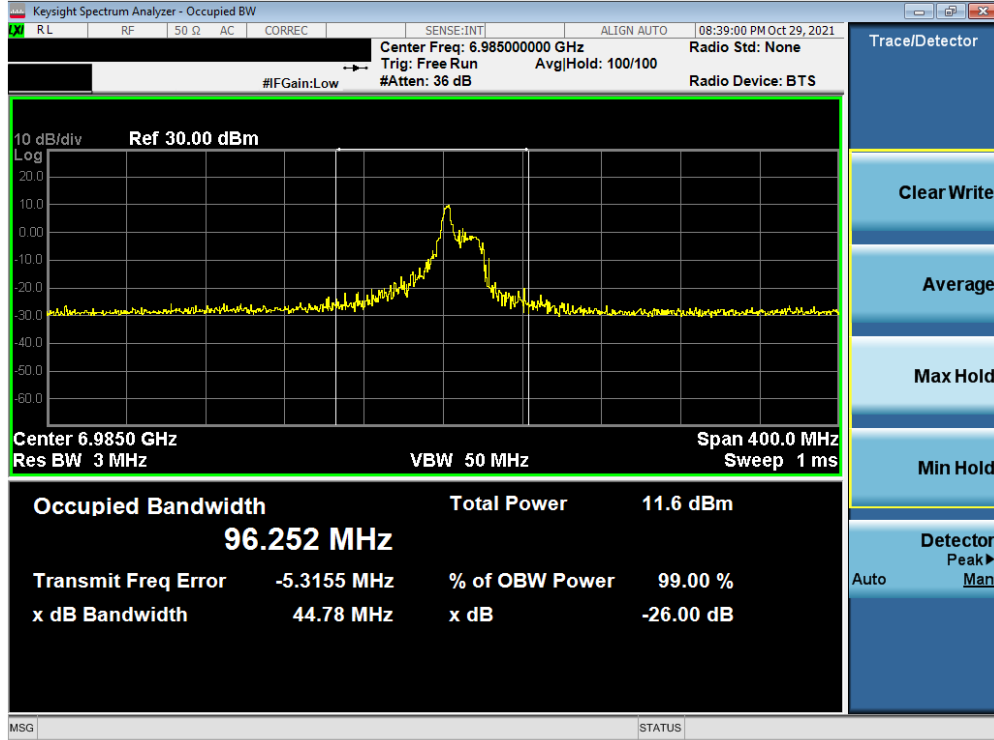 Keysight Spectrum Analyzer - Occupied BW
LXI RL RF 50 Ω AC CORREC SENSE:INT ALIGN AUTO 08:39:00 PM Oct 29, 2021
Center Freq: 6.985000000 GHz Radio Std: None
Trig: Free Run Avg|Hold: 100/100
#IFGain:Low #Atten: 36 dB Radio Device: BTS
10 dB/div Ref 30.00 dBm
Log
20.0
10.0
0.00
-10.0
-20.0
-30.0
-40.0
-50.0
-60.0
Center 6.9850 GHz Span 400.0 MHz
Res BW 3 MHz VBW 50 MHz Sweep 1 ms
Occupied Bandwidth Total Power 11.6 dBm
96.252 MHz
Transmit Freq Error -5.3155 MHz % of OBW Power 99.00 %
x dB Bandwidth 44.78 MHz x dB -26.00 dB
MSG STATUS
Trace/Detector
Clear Write
Average
Max Hold
Min Hold
Detector
Peak▶
Auto Man